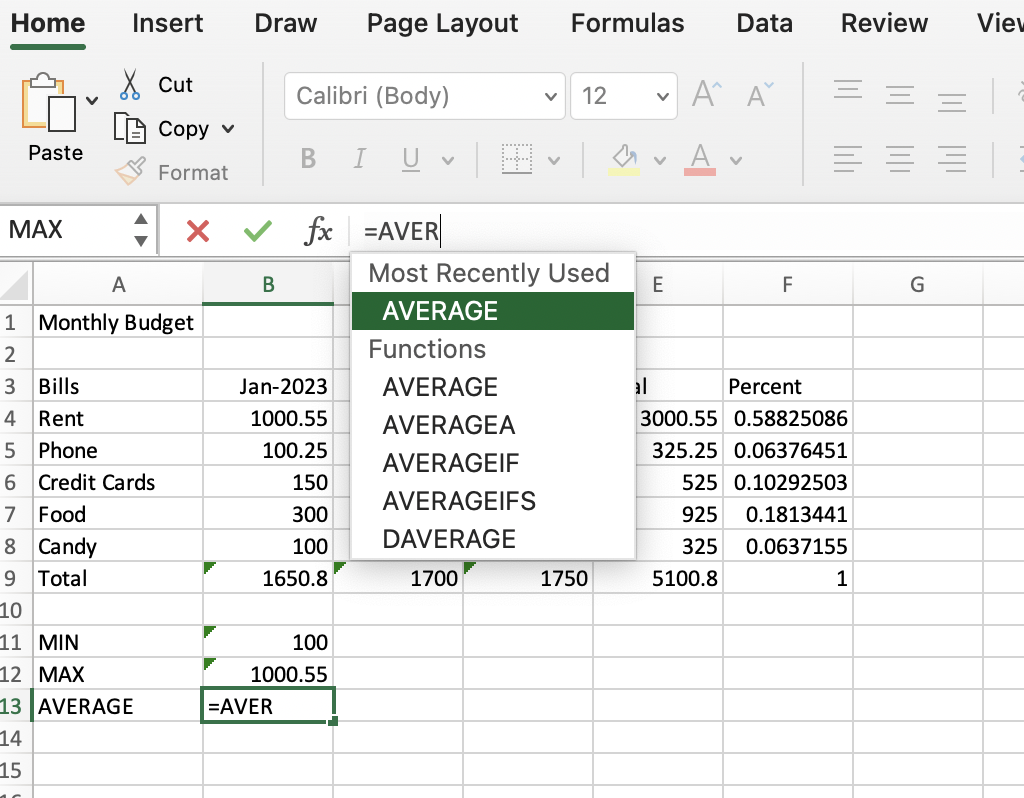 Home Insert Draw Page Layout Formulas Data Review
Cut
Calibri (Body) 12 A A
Copy
Paste B I U A
Format
MAX fx =AVER
Most Recently Used
A B E F G
AVERAGE
1 Monthly Budget
Functions
2
3 Bills Jan-2023 AVERAGE Percent
4 Rent 1000.55 AVERAGEA 3000.55 0.58825086
5 Phone 100.25 AVERAGEIF 325.25 0.06376451
6 Credit Cards 150 AVERAGEIFS 525 0.10292503
7 Food 300 925 0.1813441
8 Candy 100 DAVERAGE 325 0.0637155
9 Total 1650.8 1700 1750 5100.8 1
10
11 MIN 100
12 MAX 1000.55
13 AVERAGE =AVER
14
15